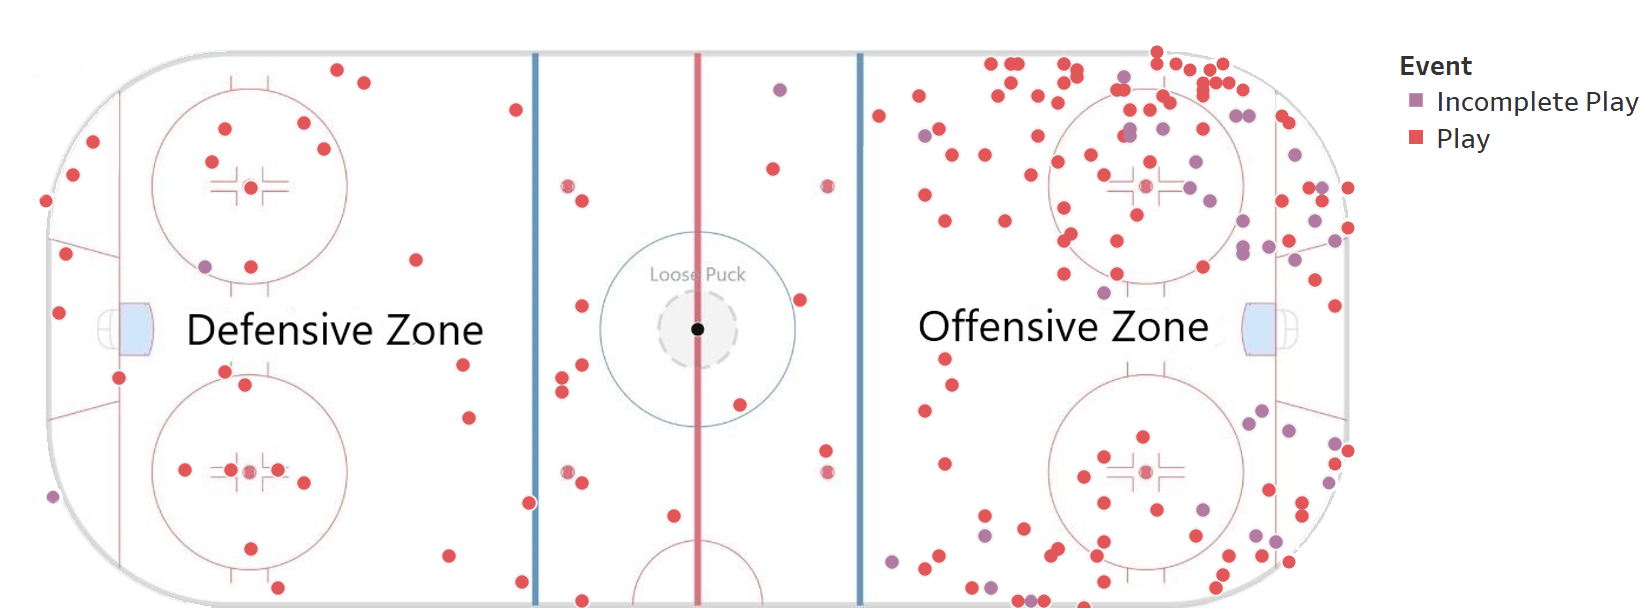 Event
Incomplete Play
Play
Loose Puck
Defensive Zone
Offensive Zone